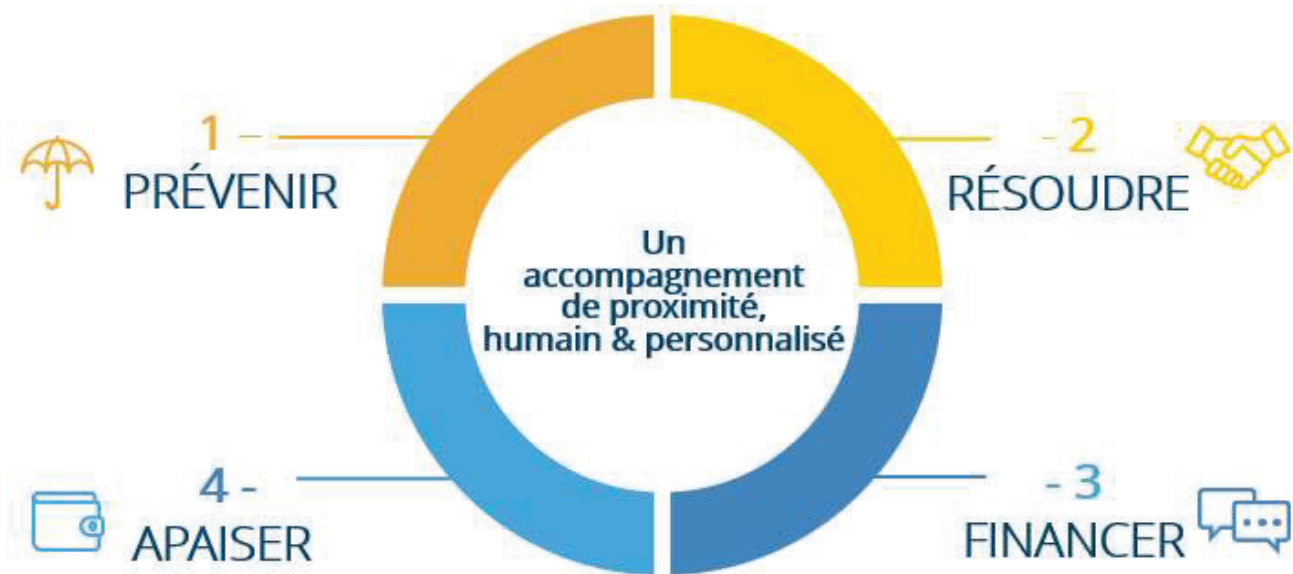 1 -
PRÉVENIR
- 2
RÉSOUDRE
Un
accompagnement
de proximité,
humain & personnalisé
4 -
APAISER
- 3
FINANCER